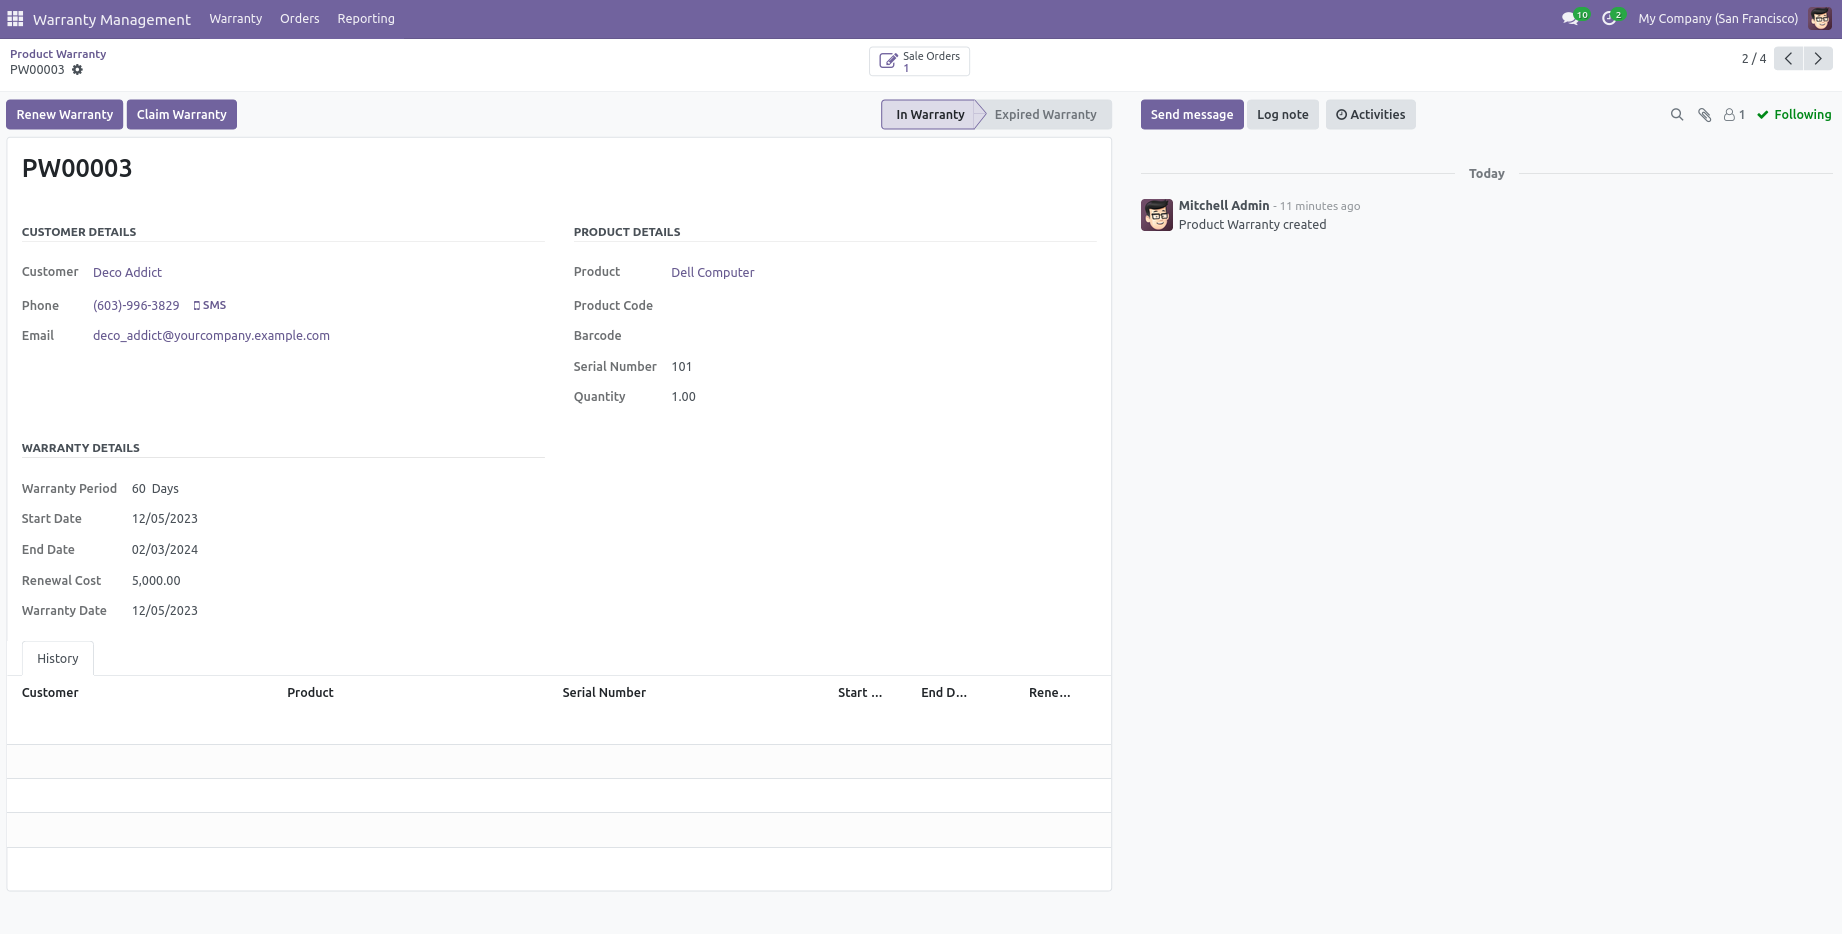 Warranty Management Warranty Orders Reporting 10 2 My Company (San Francisco)
Product Warranty
PW00003
Sale Orders
1
2 / 4
Renew Warranty Claim Warranty In Warranty Expired Warranty Send message Log note Activities 1 Following
PW00003
Today
Mitchell Admin - 11 minutes ago
Product Warranty created
CUSTOMER DETAILS
Customer Deco Addict
Phone (603)-996-3829 SMS
Email deco_addict@yourcompany.example.com
PRODUCT DETAILS
Product Dell Computer
Product Code
Barcode
Serial Number 101
Quantity 1.00
WARRANTY DETAILS
Warranty Period 60 Days
Start Date 12/05/2023
End Date 02/03/2024
Renewal Cost 5,000.00
Warranty Date 12/05/2023
History
Customer Product Serial Number Start ... End D... Rene...